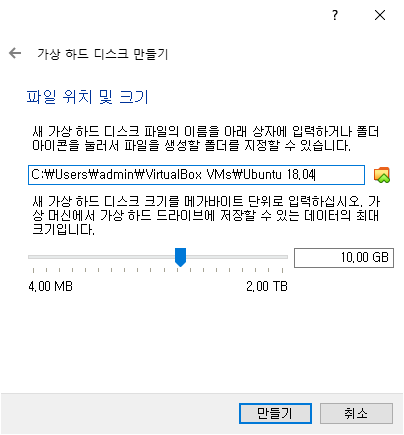 ?
가상 하드 디스크 만들기
파일 위치 및 크기
새 가상 하드 디스크 파일의 이름을 아래 상자에 입력하거나 폴더
아이콘을 눌러서 파일을 생성할 폴더를 지정할 수 있습니다.
C:₩Users₩admin₩VirtualBox VMs₩Ubuntu 18,04
새 가상 하드 디스크 크기를 메가바이트 단위로 입력하십시오. 가
상 머신에서 가상 하드 드라이브에 저장할 수 있는 데이터의 최대
크기입니다.
10,00 GB
4,00 MB 2,00 TB
만들기 취소